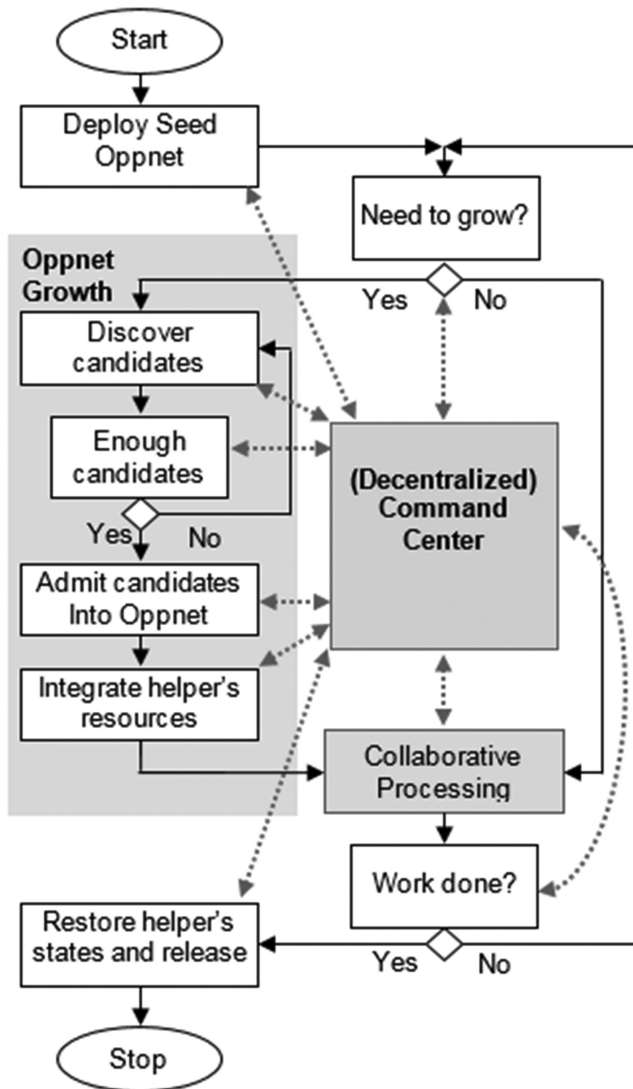 Start
Deploy Seed
Oppnet
Need to grow?
Yes
No
Oppnet
Growth
Discover
candidates
Enough
candidates
Yes
No
Admit candidates
Into Oppnet
Integrate helper's
resources
(Decentralized)
Command
Center
Collaborative
Processing
Work done?
Yes
No
Restore helper's
states and release
Stop